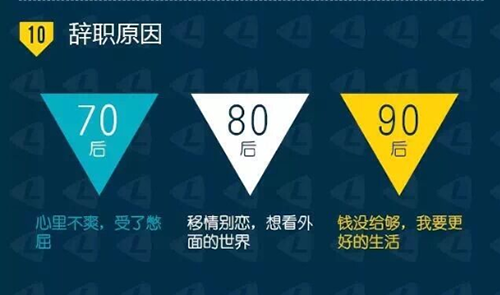 10 辞职原因
70 80 90
后 后 后
心里不爽，受了憋 移情别恋，想看外 钱没给够，我要更
屈 面的世界 好的生活